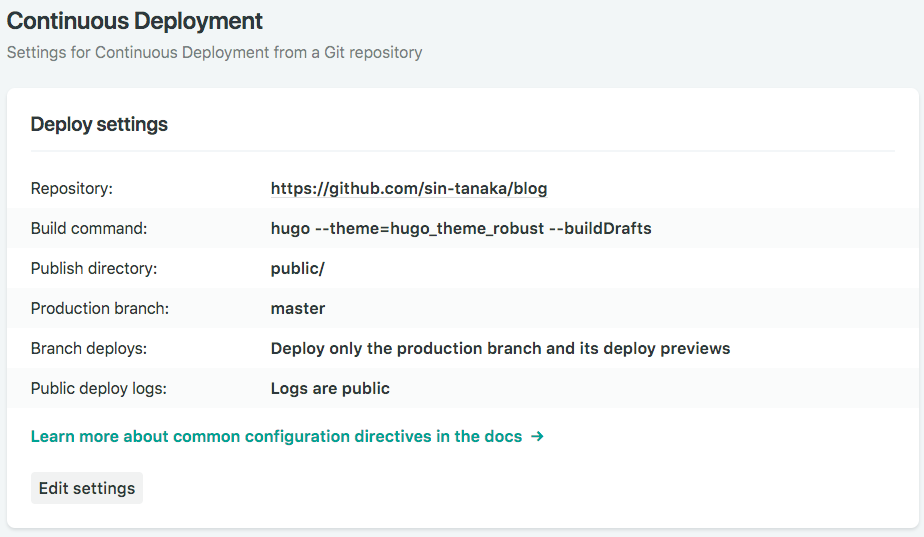 Continuous Deployment
Settings for Continuous Deployment from a Git repository
Deploy settings
Repository: https://github.com/sin-tanaka/blog
Build command: hugo --theme=hugo_theme_robust --buildDrafts
Publish directory: public/
Production branch: master
Branch deploys: Deploy only the production branch and its deploy previews
Public deploy logs: Logs are public
Learn more about common configuration directives in the docs →
Edit settings